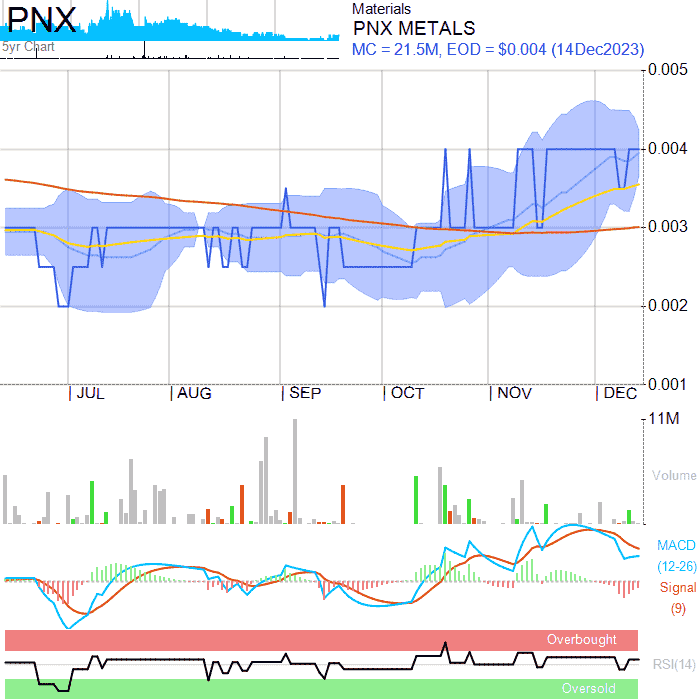 PNX
5yr Chart
Materials
PNX METALS
MC = 21.5M, EOD = $0.004 (14Dec2023)
0.005
0.004
0.003
0.002
0.001
JUL
AUG
SEP
OCT
NOV
DEC
11M
Volume
MACD
(12-26)
Signal
(9)
Overbought
RSI(14)
Oversold